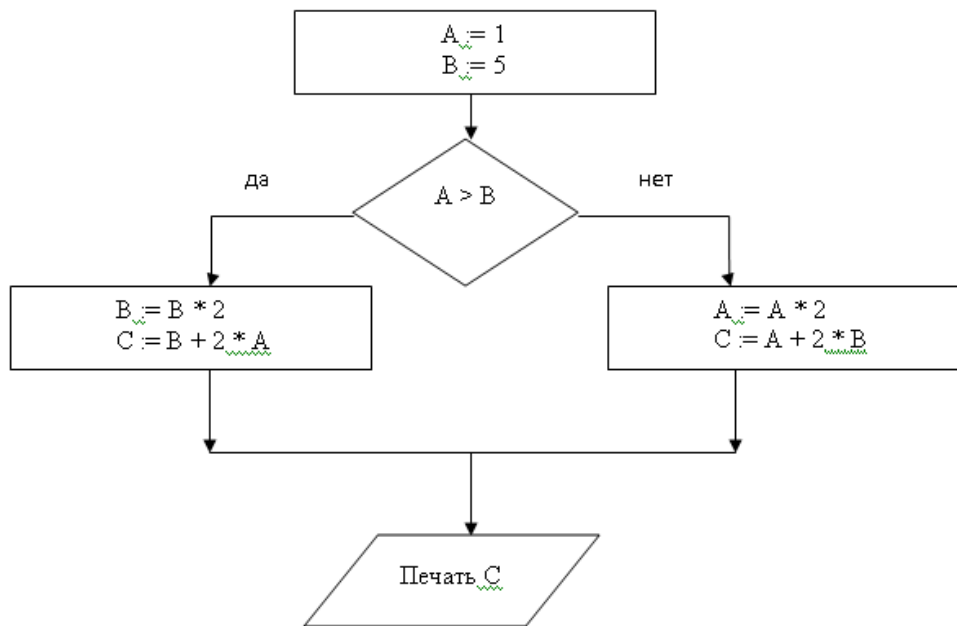 A := 1
B := 5
да
нет
A > B
B := B * 2
C := B + 2 * A
A := A * 2
C := A + 2 * B
Печать C